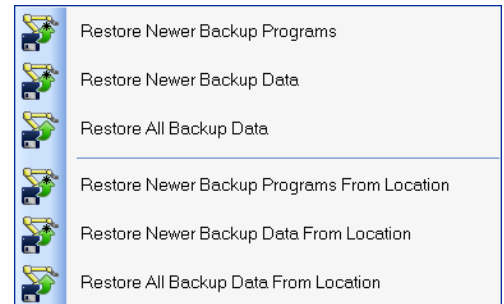 Restore Newer Backup Programs
Restore Newer Backup Data
Restore All Backup Data
Restore Newer Backup Programs From Location
Restore Newer Backup Data From Location
Restore All Backup Data From Location